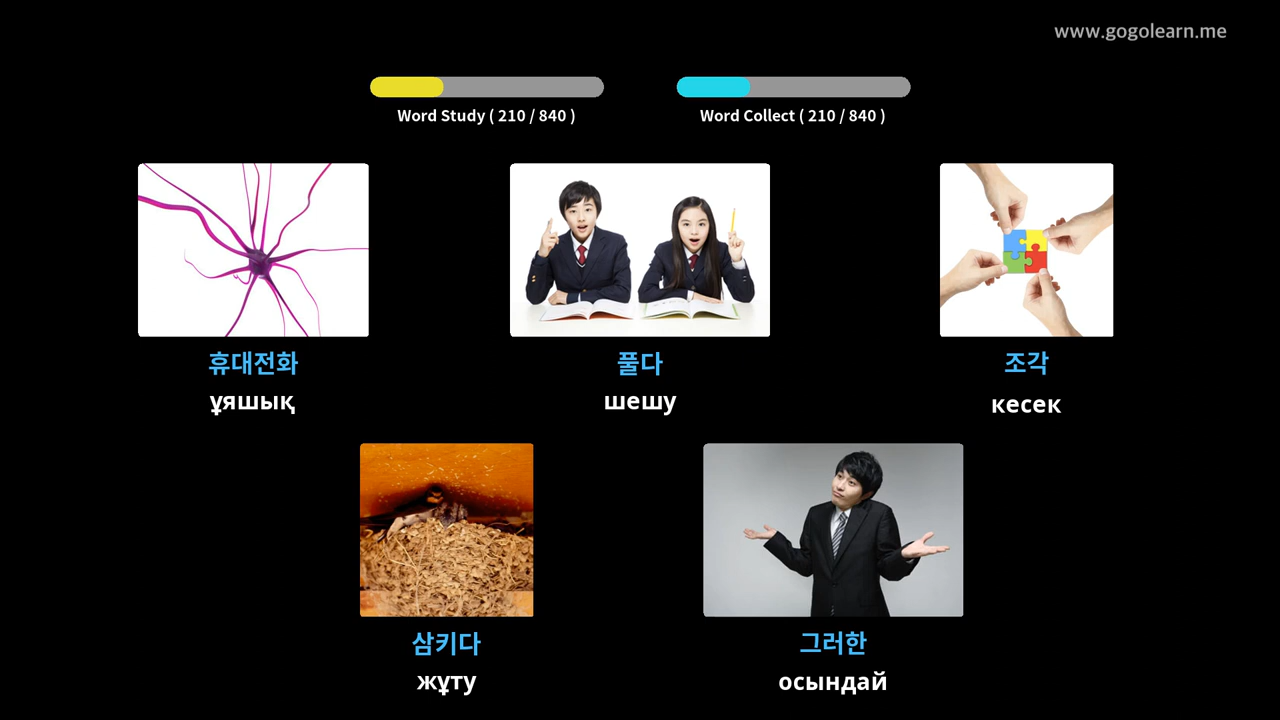 www.gogolearn.me
Word Study ( 210 / 840 )
Word Collect ( 210 / 840 )
휴대전화
ұяшық
풀다
шешу
조각
кесек
삼키다
жұту
그러한
осындай